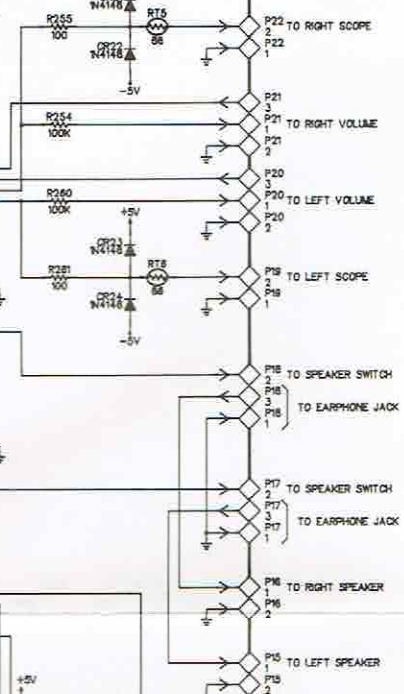 1N4148
R255
100
RT5
68
P22
2
TO RIGHT SCOPE
CR22
1N4148
P22
1
-5V
P21
3
R254
100K
P21
1
TO RIGHT VOLUME
P21
2
P20
3
R260
100K
P20
1
TO LEFT VOLUME
+5V
P20
2
CR23
1N4148
R261
100
RT6
68
P19
2
TO LEFT SCOPE
CR24
1N4148
P19
1
-5V
P18
2
TO SPEAKER SWITCH
P18
3
TO EARPHONE JACK
P18
1
P17
2
TO SPEAKER SWITCH
P17
3
TO EARPHONE JACK
P17
1
P16
1
TO RIGHT SPEAKER
P16
2
P15
1
TO LEFT SPEAKER
+5V
P15
2